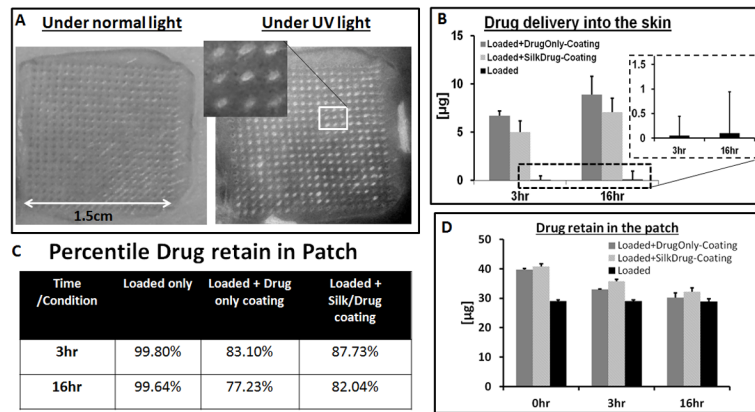 A
Under normal light
Under UV light
1.5cm
B
Drug delivery into the skin
Loaded+DrugOnly-Coating
Loaded+SilkDrug-Coating
Loaded
[µg]
15
10
5
0
3hr
16hr
1.5
1
0.5
0
3hr
16hr
C
Percentile Drug retain in Patch
Time /Condition
Loaded only
Loaded + Drug only coating
Loaded + Silk/Drug coating
3hr
99.80%
83.10%
87.73%
16hr
99.64%
77.23%
82.04%
D
Drug retain in the patch
Loaded+DrugOnly-Coating
Loaded+SilkDrug-Coating
Loaded
[µg]
50
40
30
20
10
0
0hr
3hr
16hr